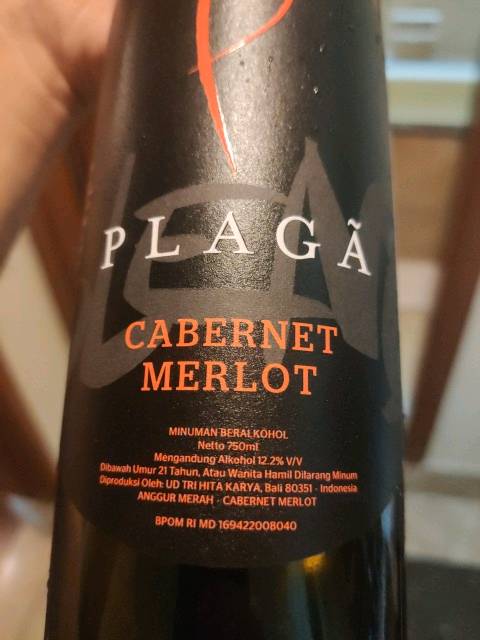 PLAGÃ
CABERNET
MERLOT
MINUMAN BERALKOHOL
Netto 750ml
Mengandung Alkohol 12.2% V/V
Dibawah Umur 21 Tahun, Atau Wanita Hamil Dilarang Minum
Diproduksi Oleh: UD TRI HITA KARYA, Bali 80351 - Indonesia
ANGGUR MERAH - CABERNET MERLOT
BPOM RI MD 169422008040